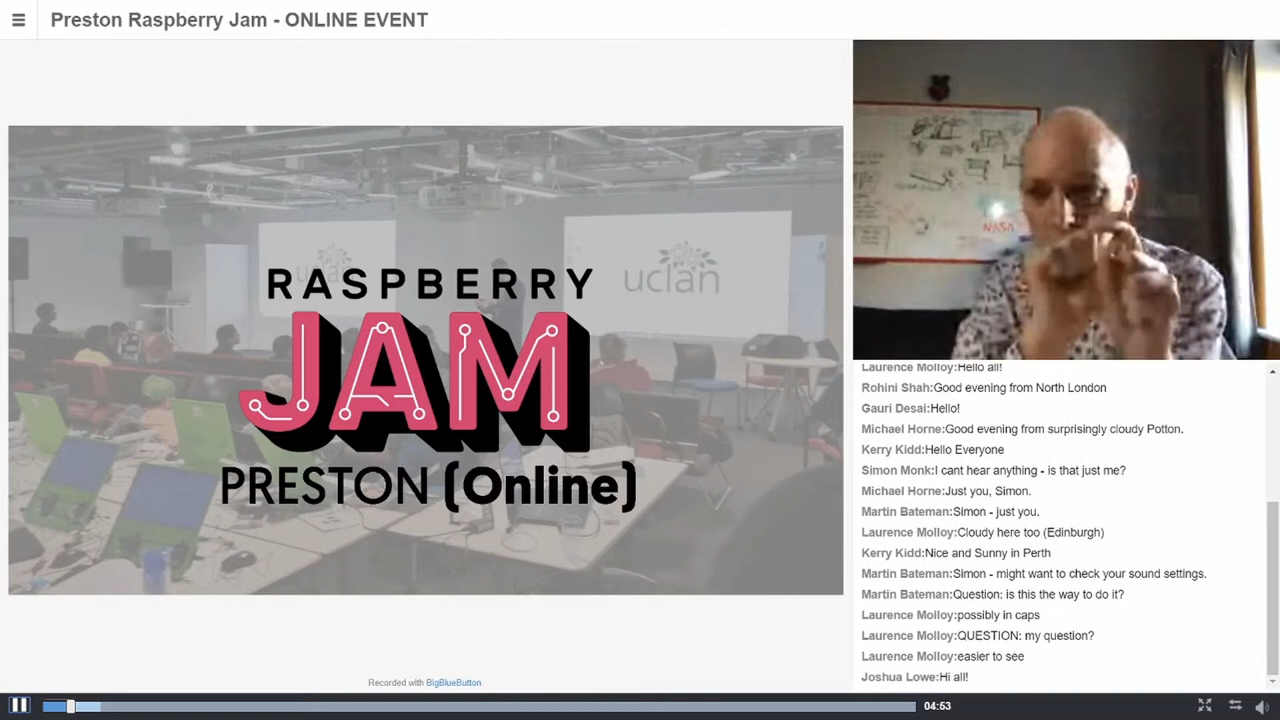 Preston Raspberry Jam - ONLINE EVENT
uclan
uclan
RASPBERRY
JAM
PRESTON (Online)
NASA
Laurence Molloy:Hello all!
Rohini Shah:Good evening from North London
Gauri Desai:Hello!
Michael Horne:Good evening from surprisingly cloudy Potton.
Kerry Kidd:Hello Everyone
Simon Monk:I cant hear anything - is that just me?
Michael Horne:Just you, Simon.
Martin Bateman:Simon - just you.
Laurence Molloy:Cloudy here too (Edinburgh)
Kerry Kidd:Nice and Sunny in Perth
Martin Bateman:Simon - might want to check your sound settings.
Martin Bateman:Question: is this the way to do it?
Laurence Molloy:possibly in caps
Laurence Molloy:QUESTION: my question?
Laurence Molloy:easier to see
Joshua Lowe:Hi all!
Recorded with BigBlueButton.
04:53